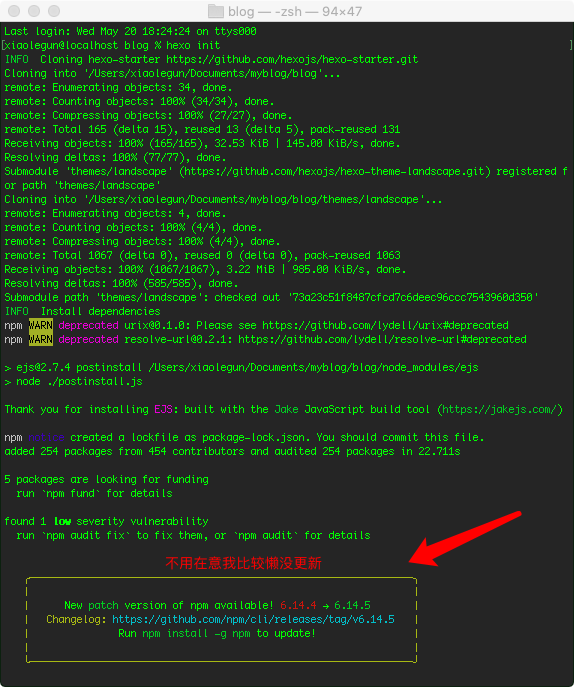 blog — -zsh — 94×47
Last login: Wed May 20 18:24:24 on ttys000
[xiaolegun@localhost blog % hexo init ]
INFO  Cloning hexo-starter https://github.com/hexojs/hexo-starter.git
Cloning into '/Users/xiaolegun/Documents/myblog/blog'...
remote: Enumerating objects: 34, done.
remote: Counting objects: 100% (34/34), done.
remote: Compressing objects: 100% (27/27), done.
remote: Total 165 (delta 15), reused 13 (delta 5), pack-reused 131
Receiving objects: 100% (165/165), 32.53 KiB | 145.00 KiB/s, done.
Resolving deltas: 100% (77/77), done.
Submodule 'themes/landscape' (https://github.com/hexojs/hexo-theme-landscape.git) registered f
or path 'themes/landscape'
Cloning into '/Users/xiaolegun/Documents/myblog/blog/themes/landscape'...
remote: Enumerating objects: 4, done.
remote: Counting objects: 100% (4/4), done.
remote: Compressing objects: 100% (4/4), done.
remote: Total 1067 (delta 0), reused 0 (delta 0), pack-reused 1063
Receiving objects: 100% (1067/1067), 3.22 MiB | 985.00 KiB/s, done.
Resolving deltas: 100% (585/585), done.
Submodule path 'themes/landscape': checked out '73a23c51f8487cfcd7c6deec96ccc7543960d350'
INFO  Install dependencies
npm WARN deprecated urix@0.1.0: Please see https://github.com/lydell/urix#deprecated
npm WARN deprecated resolve-url@0.2.1: https://github.com/lydell/resolve-url#deprecated
> ejs@2.7.4 postinstall /Users/xiaolegun/Documents/myblog/blog/node_modules/ejs
> node ./postinstall.js
Thank you for installing EJS: built with the Jake JavaScript build tool (https://jakejs.com/)
npm created a lockfile as package-lock.json. You should commit this file.
added 254 packages from 454 contributors and audited 254 packages in 22.711s
5 packages are looking for funding
run `npm fund` for details
found 1 low severity vulnerability
run `npm audit fix` to fix them, or `npm audit` for details
不用在意我比较懒没更新
New patch version of npm available! 6.14.4 → 6.14.5
Changelog: https://github.com/npm/cli/releases/tag/v6.14.5
Run npm install -g npm to update!